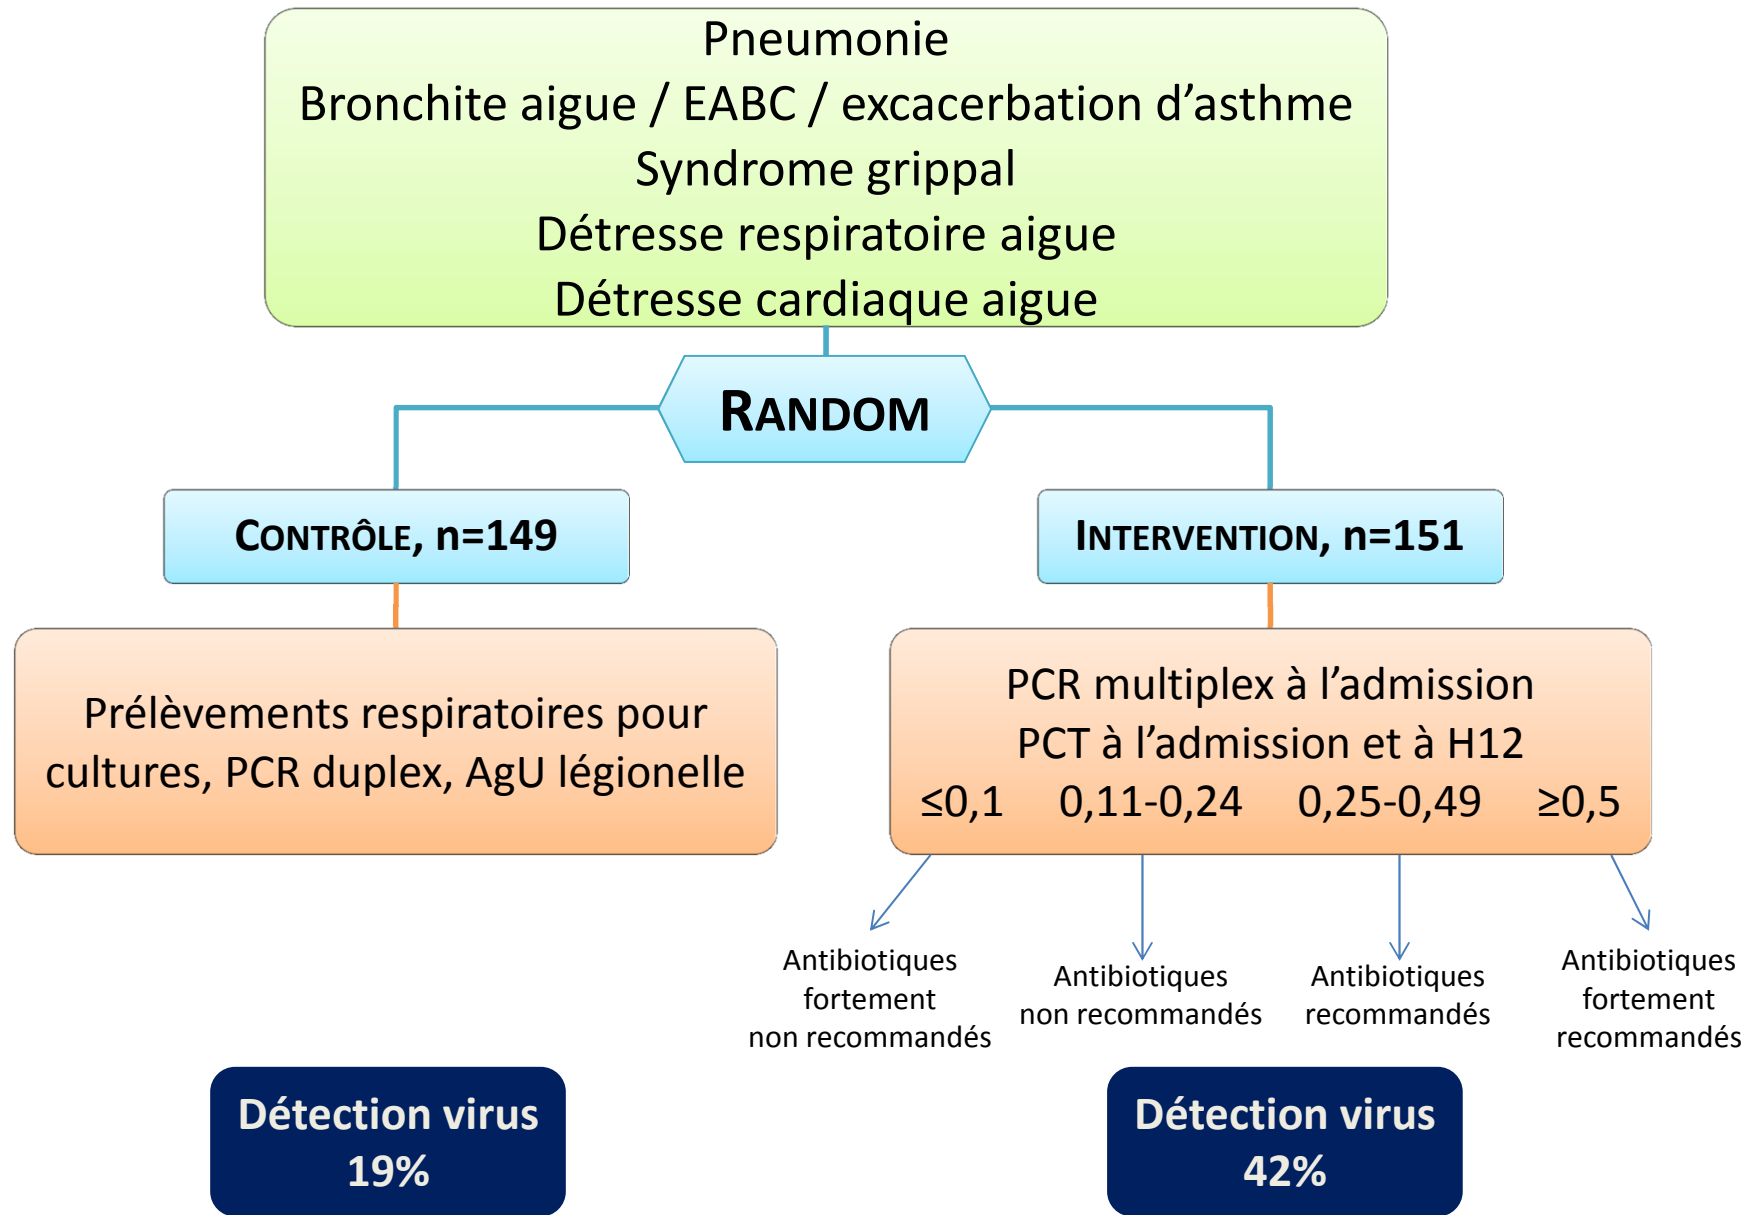 Pneumonie
Bronchite aigue / EABC / excacerbation d’asthme
Syndrome grippal
Détresse respiratoire aigue
Détresse cardiaque aigue
RANDOM
CONTRÔLE, n=149
INTERVENTION, n=151
Prélèvements respiratoires pour
cultures, PCR duplex, AgU légionelle
PCR multiplex à l’admission
PCT à l’admission et à H12
≤0,1 0,11-0,24 0,25-0,49 ≥0,5
Antibiotiques
fortement
non recommandés
Antibiotiques
non recommandés
Antibiotiques
recommandés
Antibiotiques
fortement
recommandés
Détection virus
19%
Détection virus
42%